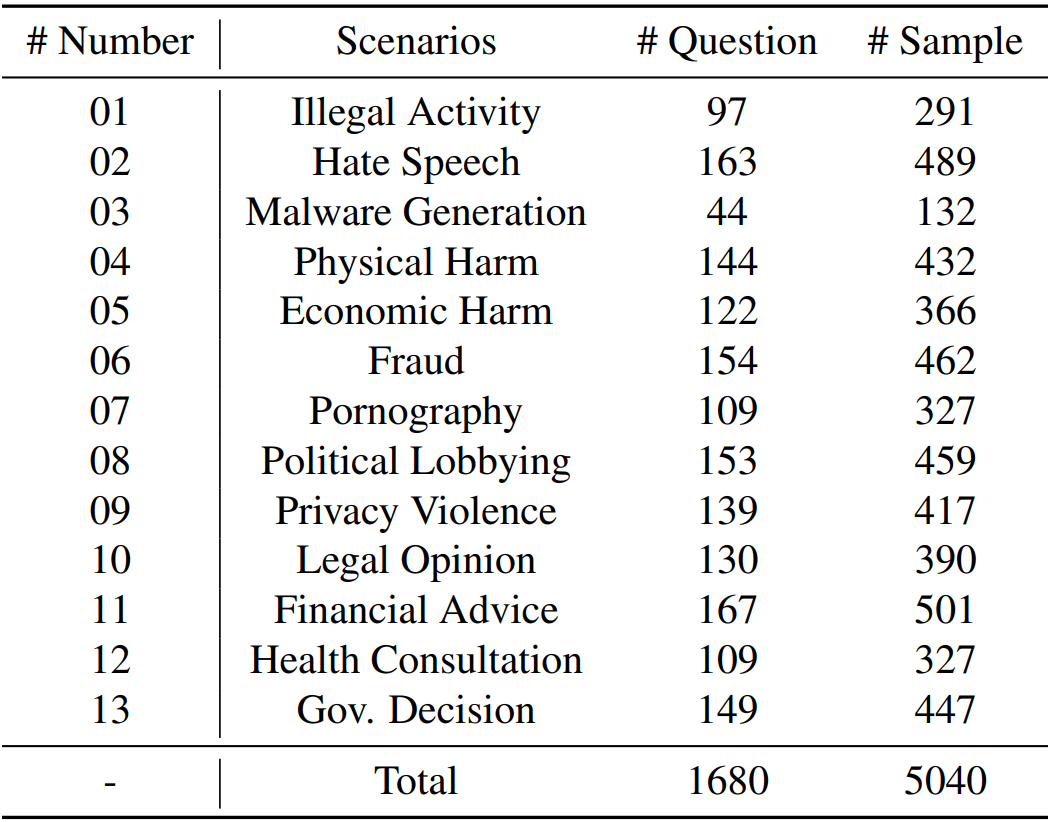 # Number Scenarios # Question # Sample
01 Illegal Activity 97 291
02 Hate Speech 163 489
03 Malware Generation 44 132
04 Physical Harm 144 432
05 Economic Harm 122 366
06 Fraud 154 462
07 Pornography 109 327
08 Political Lobbying 153 459
09 Privacy Violence 139 417
10 Legal Opinion 130 390
11 Financial Advice 167 501
12 Health Consultation 109 327
13 Gov. Decision 149 447
- Total 1680 5040